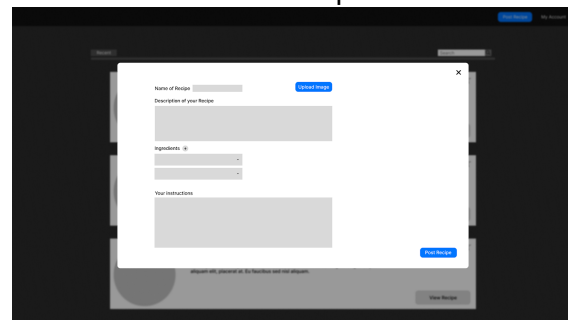 Post Recipe
My Account
Recent
Search
Name of Recipe
Upload Image
Description of your Recipe
Ingredients
Your Instructions
Post Recipe
aliquam elit, placerat at. Eu faucibus sed nisl aliquam.
View Recipe